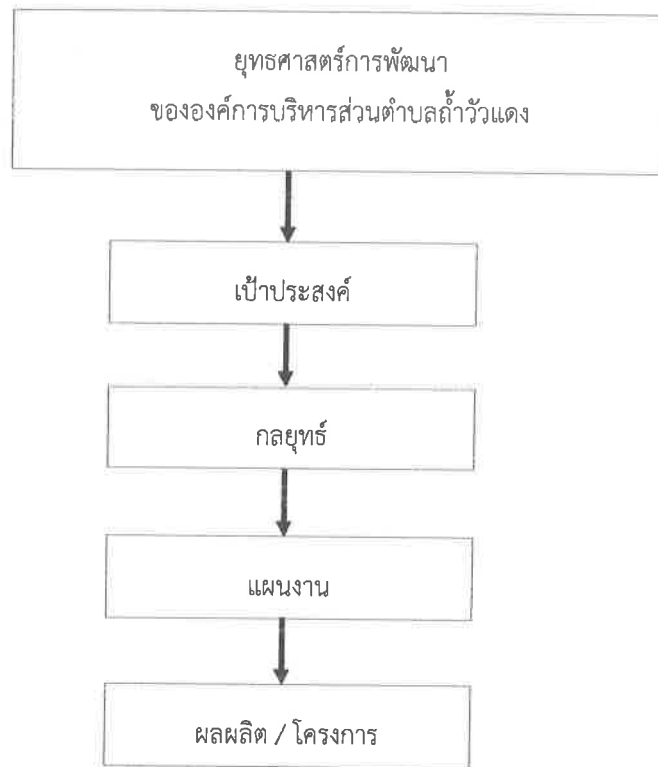 ยุทธศาสตร์การพัฒนา
ขององค์การบริหารส่วนตำบลถ้ำวัวแดง
เป้าประสงค์
กลยุทธ์
แผนงาน
ผลผลิต / โครงการ